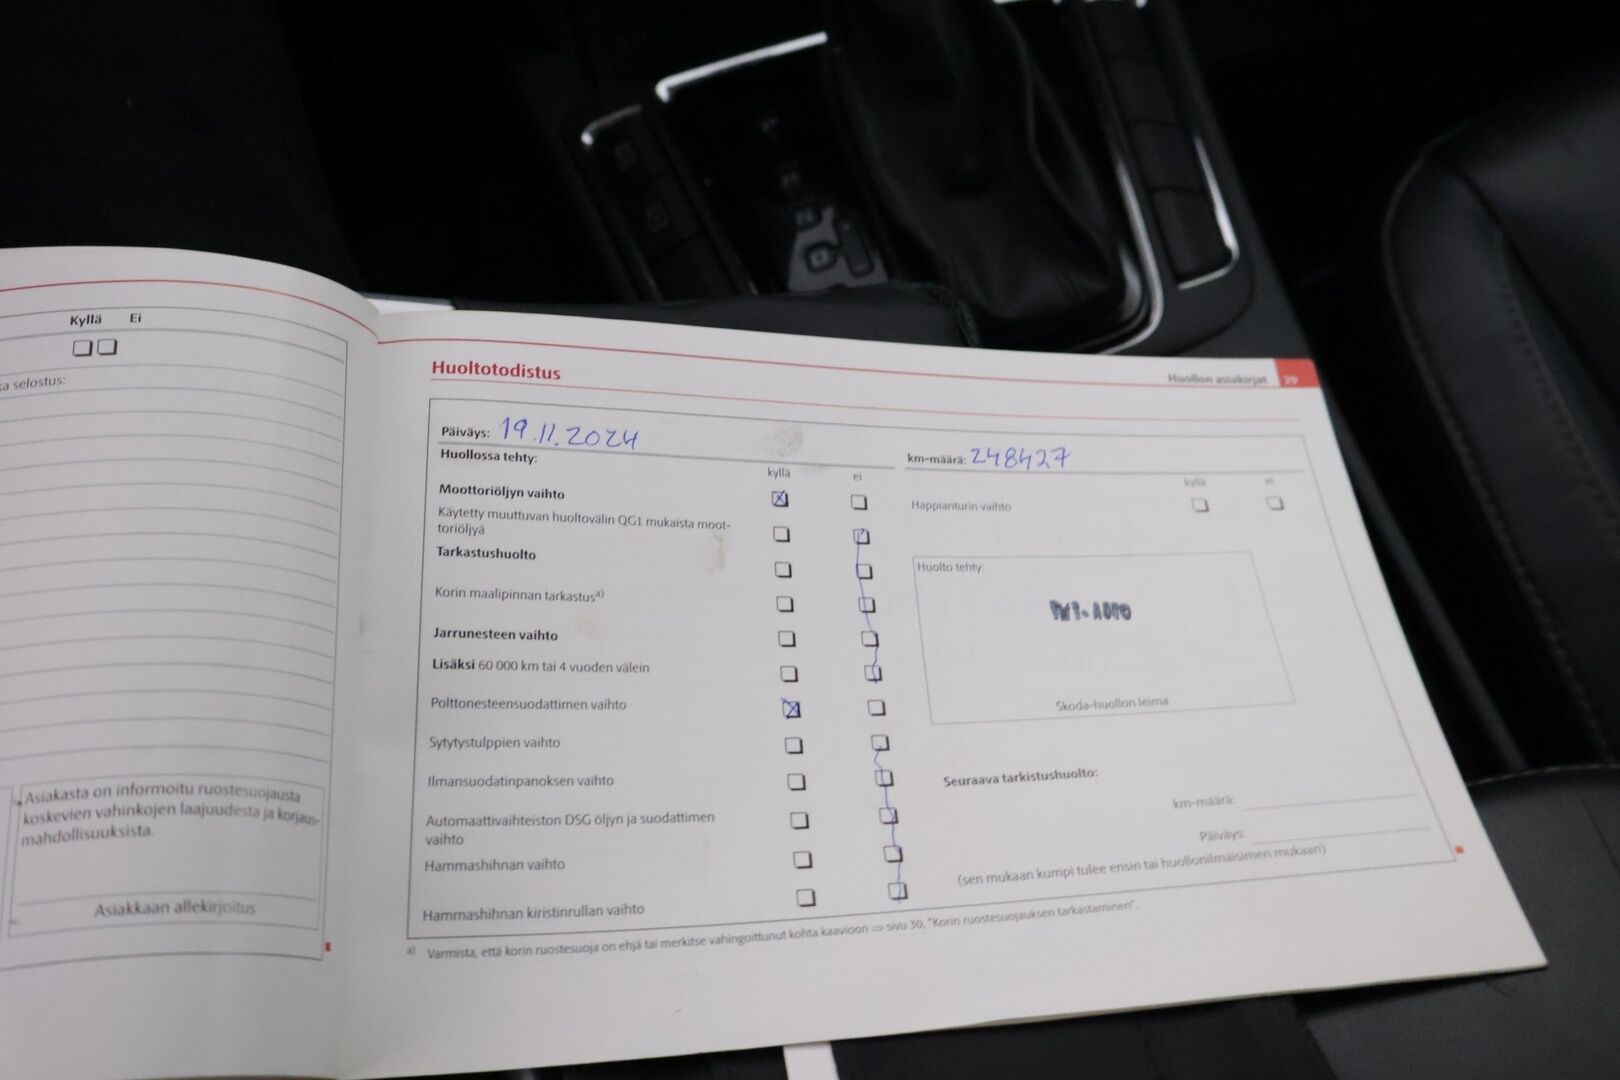 Kyllä Ei
selostus:
Asiakasta on informoitu ruostesuojausta
koskevien vahinkojen laajuudesta ja korjaus-
mahdollisuuksista.
Asiakkaan allekirjoitus
Huoltotodistus
Huollon asiakirjat 29
Päiväys: 19.11.2024
km-määrä: 248427
Huollossa tehty:
kyllä ei
kyllä ei
Moottoriöljyn vaihto
Happianturin vaihto
Käytetty muuttuvan huoltovälin QG1 mukaista moot-
toriöljyä
Tarkastushuolto
Korin maalipinnan tarkastus a)
Jarrunesteen vaihto
Lisäksi 60 000 km tai 4 vuoden välein
Polttonesteensuodattimen vaihto
Sytytystulppien vaihto
Ilmansuodatinpanoksen vaihto
Automaattivaihteiston DSG öljyn ja suodattimen
vaihto
Hammashihnan vaihto
Hammashihnan kiristinrullan vaihto
Huolto tehty:
Skoda-huollon leima
Seuraava tarkistushuolto:
km-määrä:
Päiväys:
(sen mukaan kumpi tulee ensin tai huollonilmaisimen mukaan)
a) Varmista, että korin ruostesuoja on ehjä tai merkitse vahingoittunut kohta kaavioon ⇒ sivu 30, "Korin ruostesuojauksen tarkastaminen".